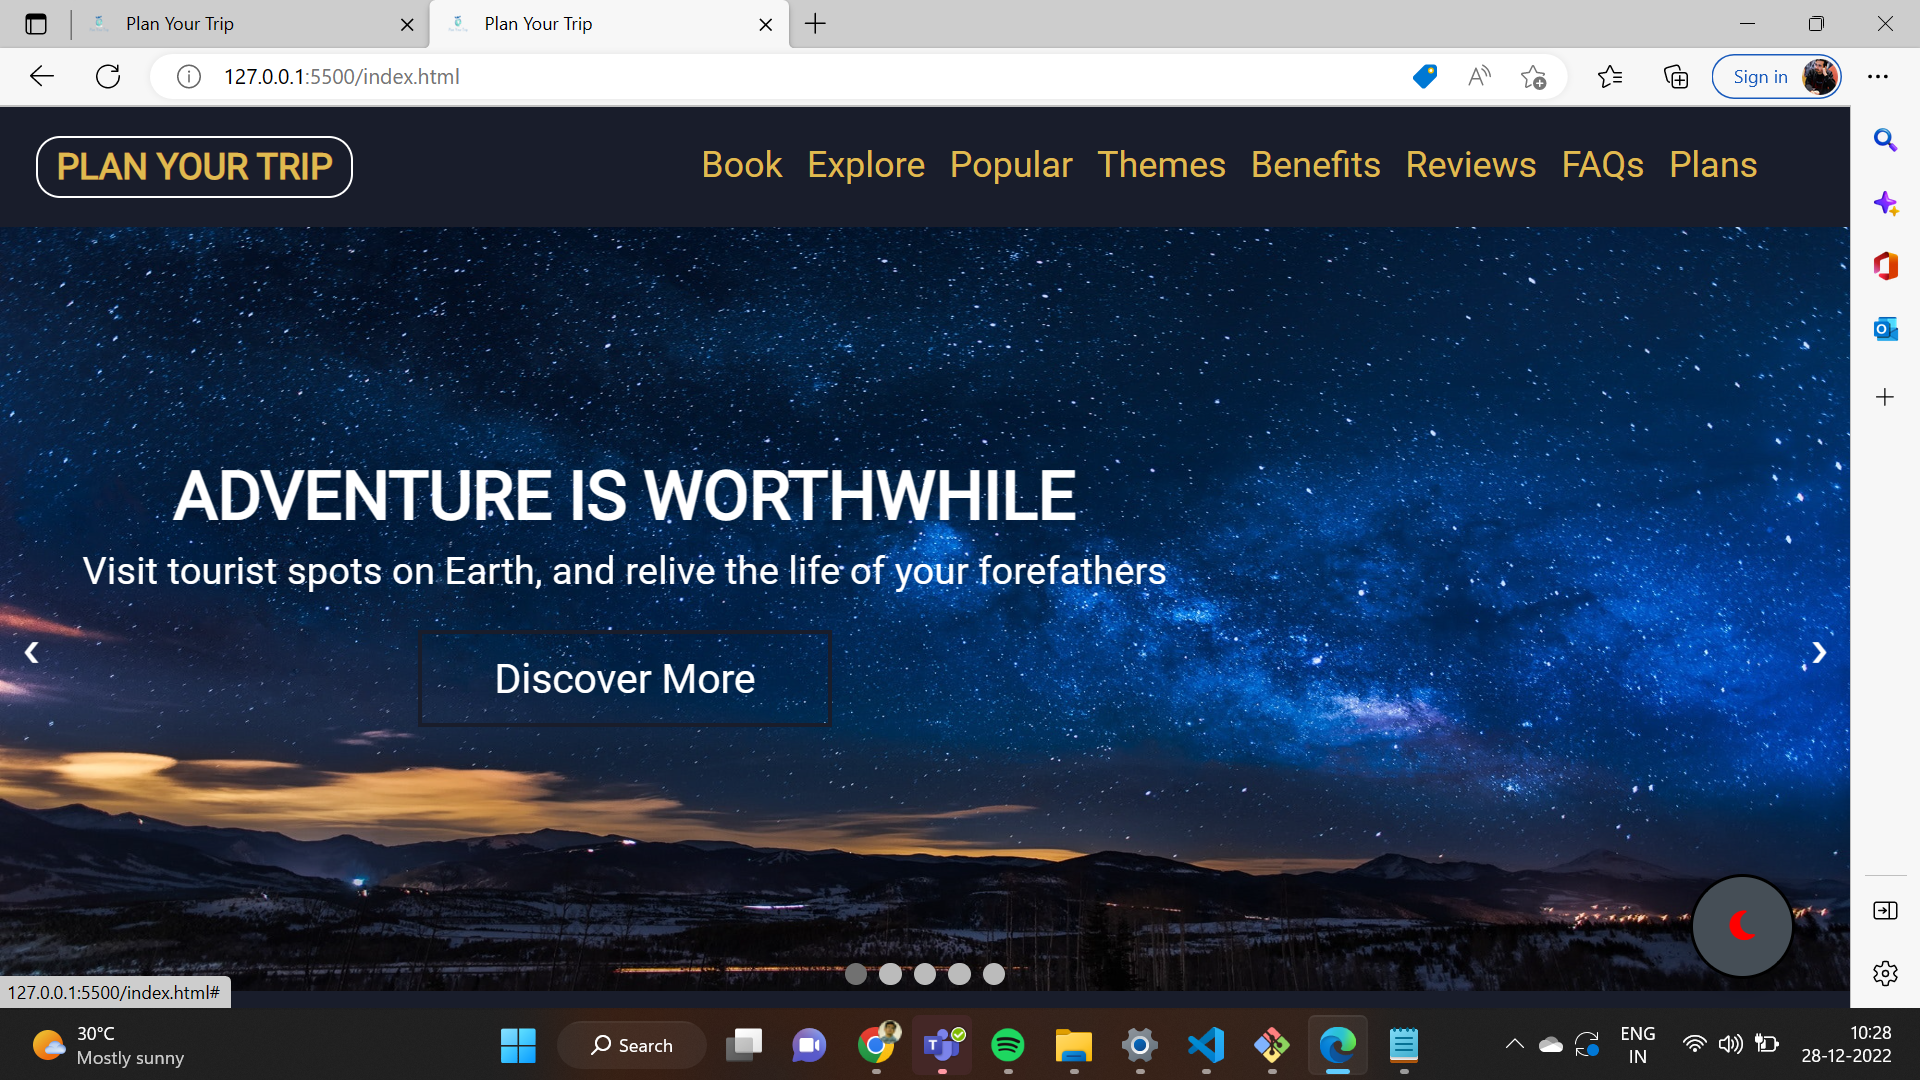 Plan Your Trip
Plan Your Trip
127.0.0.1:5500/index.html
Sign in
PLAN YOUR TRIP
Book Explore Popular Themes Benefits Reviews FAQs Plans
ADVENTURE IS WORTHWHILE
Visit tourist spots on Earth, and relive the life of your forefathers
❮ ❯
Discover More
127.0.0.1:5500/index.html#
30°C
Mostly sunny
Search
ENG
IN
10:28
28-12-2022